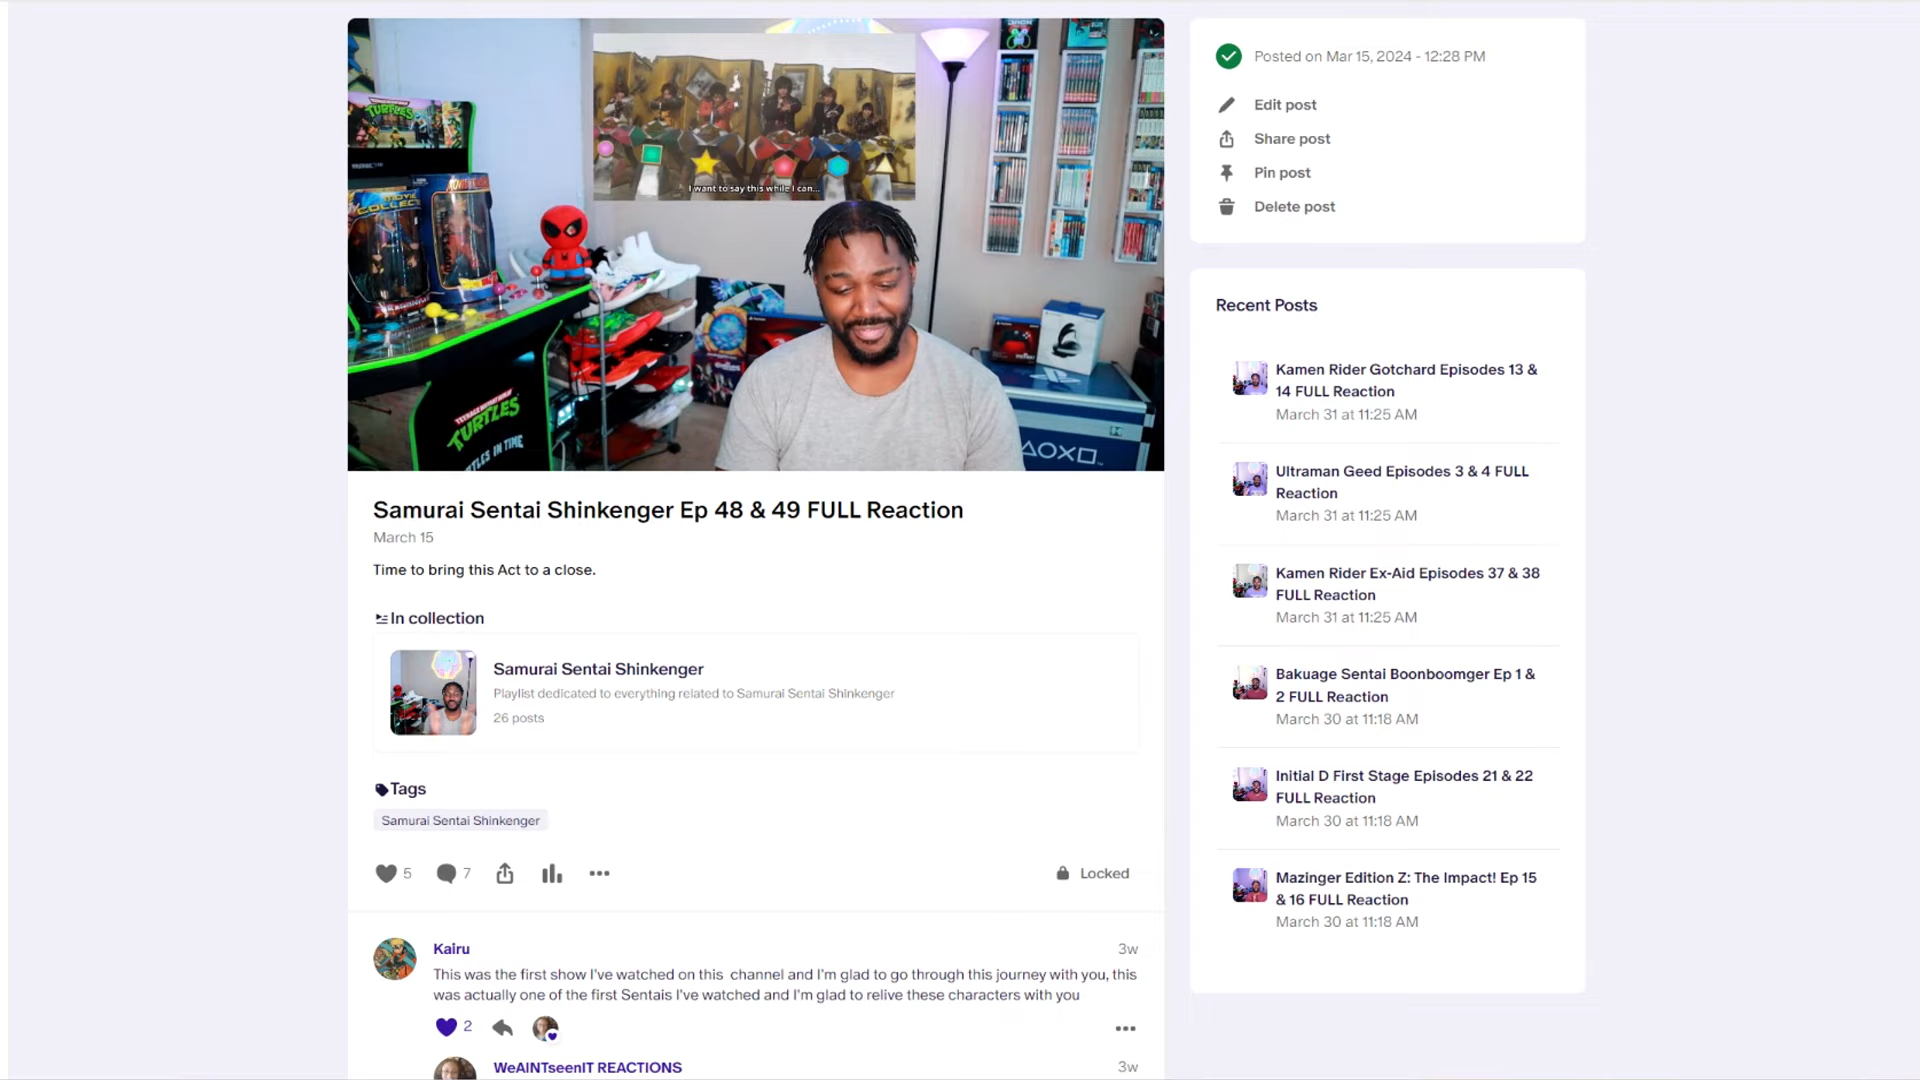 TURTLES
MOVIE
COLLEC
I want to say this while I can...
TEENAGE MUTANT NINJA
TURTLES
TLES IN TIME
Samurai Sentai Shinkenger Ep 48 & 49 FULL Reaction
March 15
Time to bring this Act to a close.
In collection
Samurai Sentai Shinkenger
Playlist dedicated to everything related to Samurai Sentai Shinkenger
26 posts
Tags
Samurai Sentai Shinkenger
5
7
Locked
Kairu
3w
This was the first show I've watched on this channel and I'm glad to go through this journey with you, this
was actually one of the first Sentais I've watched and I'm glad to relive these characters with you
2
WeAINTseenIT REACTIONS
3w
Posted on Mar 15, 2024 - 12:28 PM
Edit post
Share post
Pin post
Delete post
Recent Posts
Kamen Rider Gotchard Episodes 13 &
14 FULL Reaction
March 31 at 11:25 AM
Ultraman Geed Episodes 3 & 4 FULL
Reaction
March 31 at 11:25 AM
Kamen Rider Ex-Aid Episodes 37 & 38
FULL Reaction
March 31 at 11:25 AM
Bakuage Sentai Boonboomger Ep 1 &
2 FULL Reaction
March 30 at 11:18 AM
Initial D First Stage Episodes 21 & 22
FULL Reaction
March 30 at 11:18 AM
Mazinger Edition Z: The Impact! Ep 15
& 16 FULL Reaction
March 30 at 11:18 AM